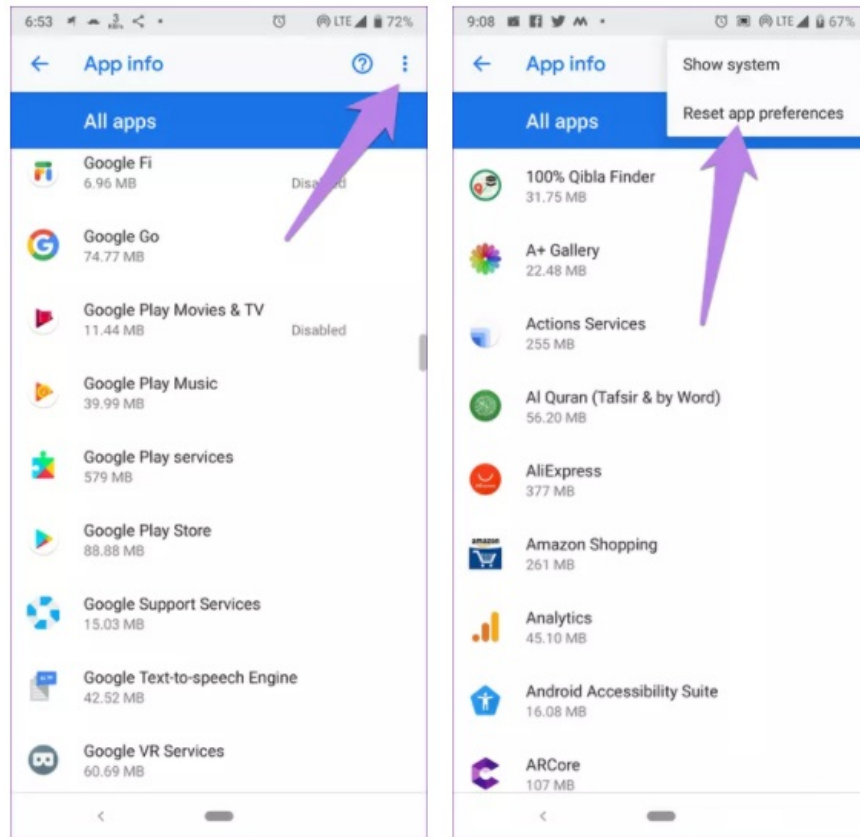 6:53
3
LTE
72%
App info
All apps
Google Fi
6.96 MB
Google Go
74.77 MB
Google Play Movies & TV
11.44 MB
Disabled
Google Play Music
39.99 MB
Google Play services
579 MB
Google Play Store
88.88 MB
Google Support Services
15.03 MB
Google Text-to-speech Engine
42.52 MB
Google VR Services
60.69 MB
9:08
LTE
67%
App info
Show system
Reset app preferences
All apps
100% Qibla Finder
31.75 MB
A+ Gallery
22.48 MB
Actions Services
255 MB
Al Quran (Tafsir & by Word)
56.20 MB
AliExpress
377 MB
amazon
Amazon Shopping
261 MB
Analytics
45.10 MB
Android Accessibility Suite
16.08 MB
ARCore
107 MB